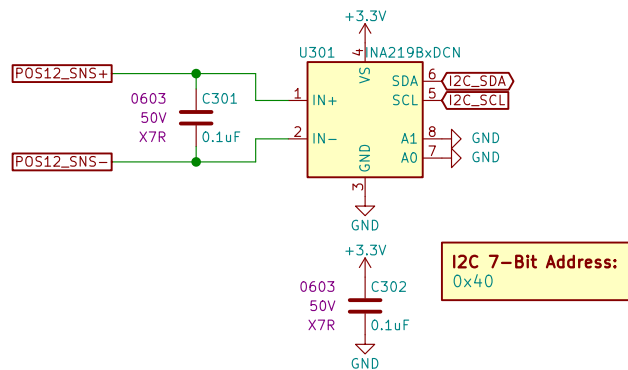 +3.3V
U301 INA219BxDCN
4
VS
POS12_SNS+
6
SDA I2C_SDA
0603 C301
1 IN+
5
SCL I2C_SCL
50V
X7R 0.1uF
2 IN-
8
A1 GND
7
A0 GND
POS12_SNS-
GND
3
GND
+3.3V
I2C 7-Bit Address:
0x40
0603 C302
50V
X7R 0.1uF
GND